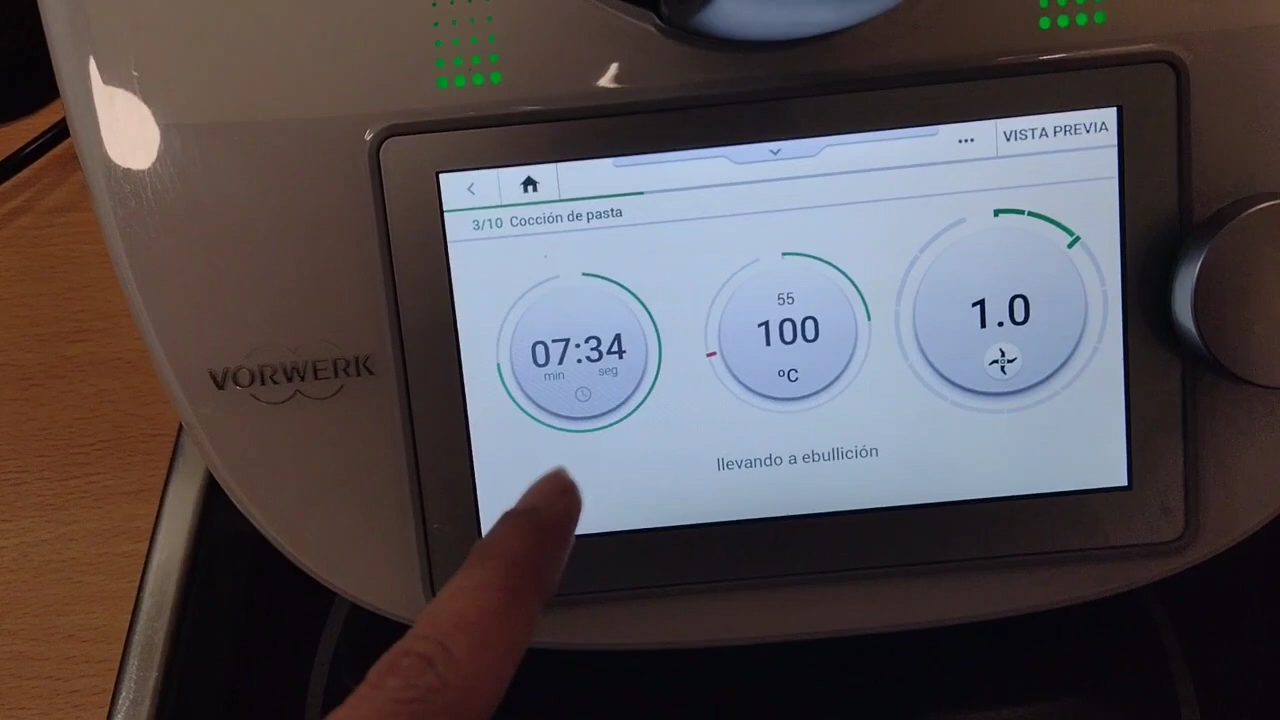 VISTA PREVIA
3/10 Cocción de pasta
07:34
min seg
55
100
ºC
1.0
llevando a ebullición
VORWERK